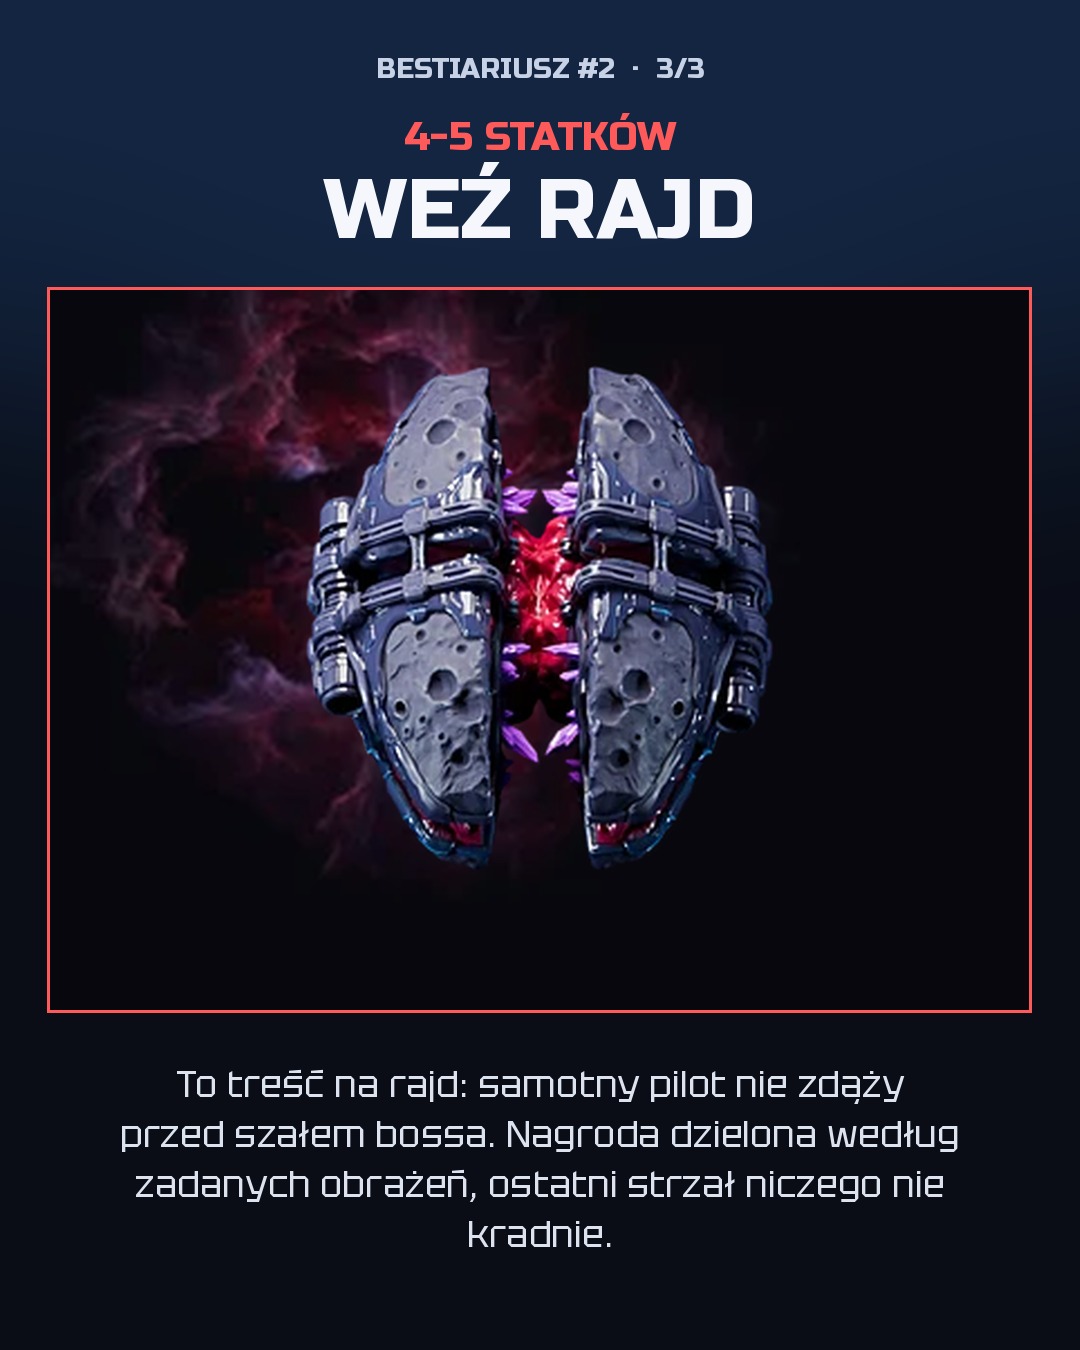 BESTIARIUSZ #2 · 3/3
4-5 STATKÓW
WEŹ RAJD
To treść na rajd: samotny pilot nie zdąży
przed szałem bossa. Nagroda dzielona według
zadanych obrażeń, ostatni strzał niczego nie
kradnie.